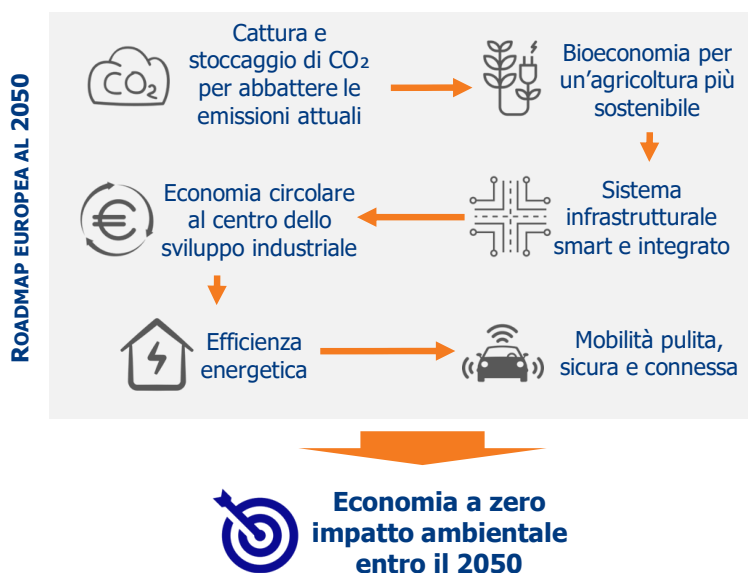 ROADMAP EUROPEA AL 2050
Cattura e
stoccaggio di CO₂
per abbattere le
emissioni attuali
CO₂
Bioeconomia per
un'agricoltura più
sostenibile
Sistema
infrastrutturale
smart e integrato
Economia circolare
al centro dello
sviluppo industriale
€
Efficienza
energetica
Mobilità pulita,
sicura e connessa
Economia a zero
impatto ambientale
entro il 2050